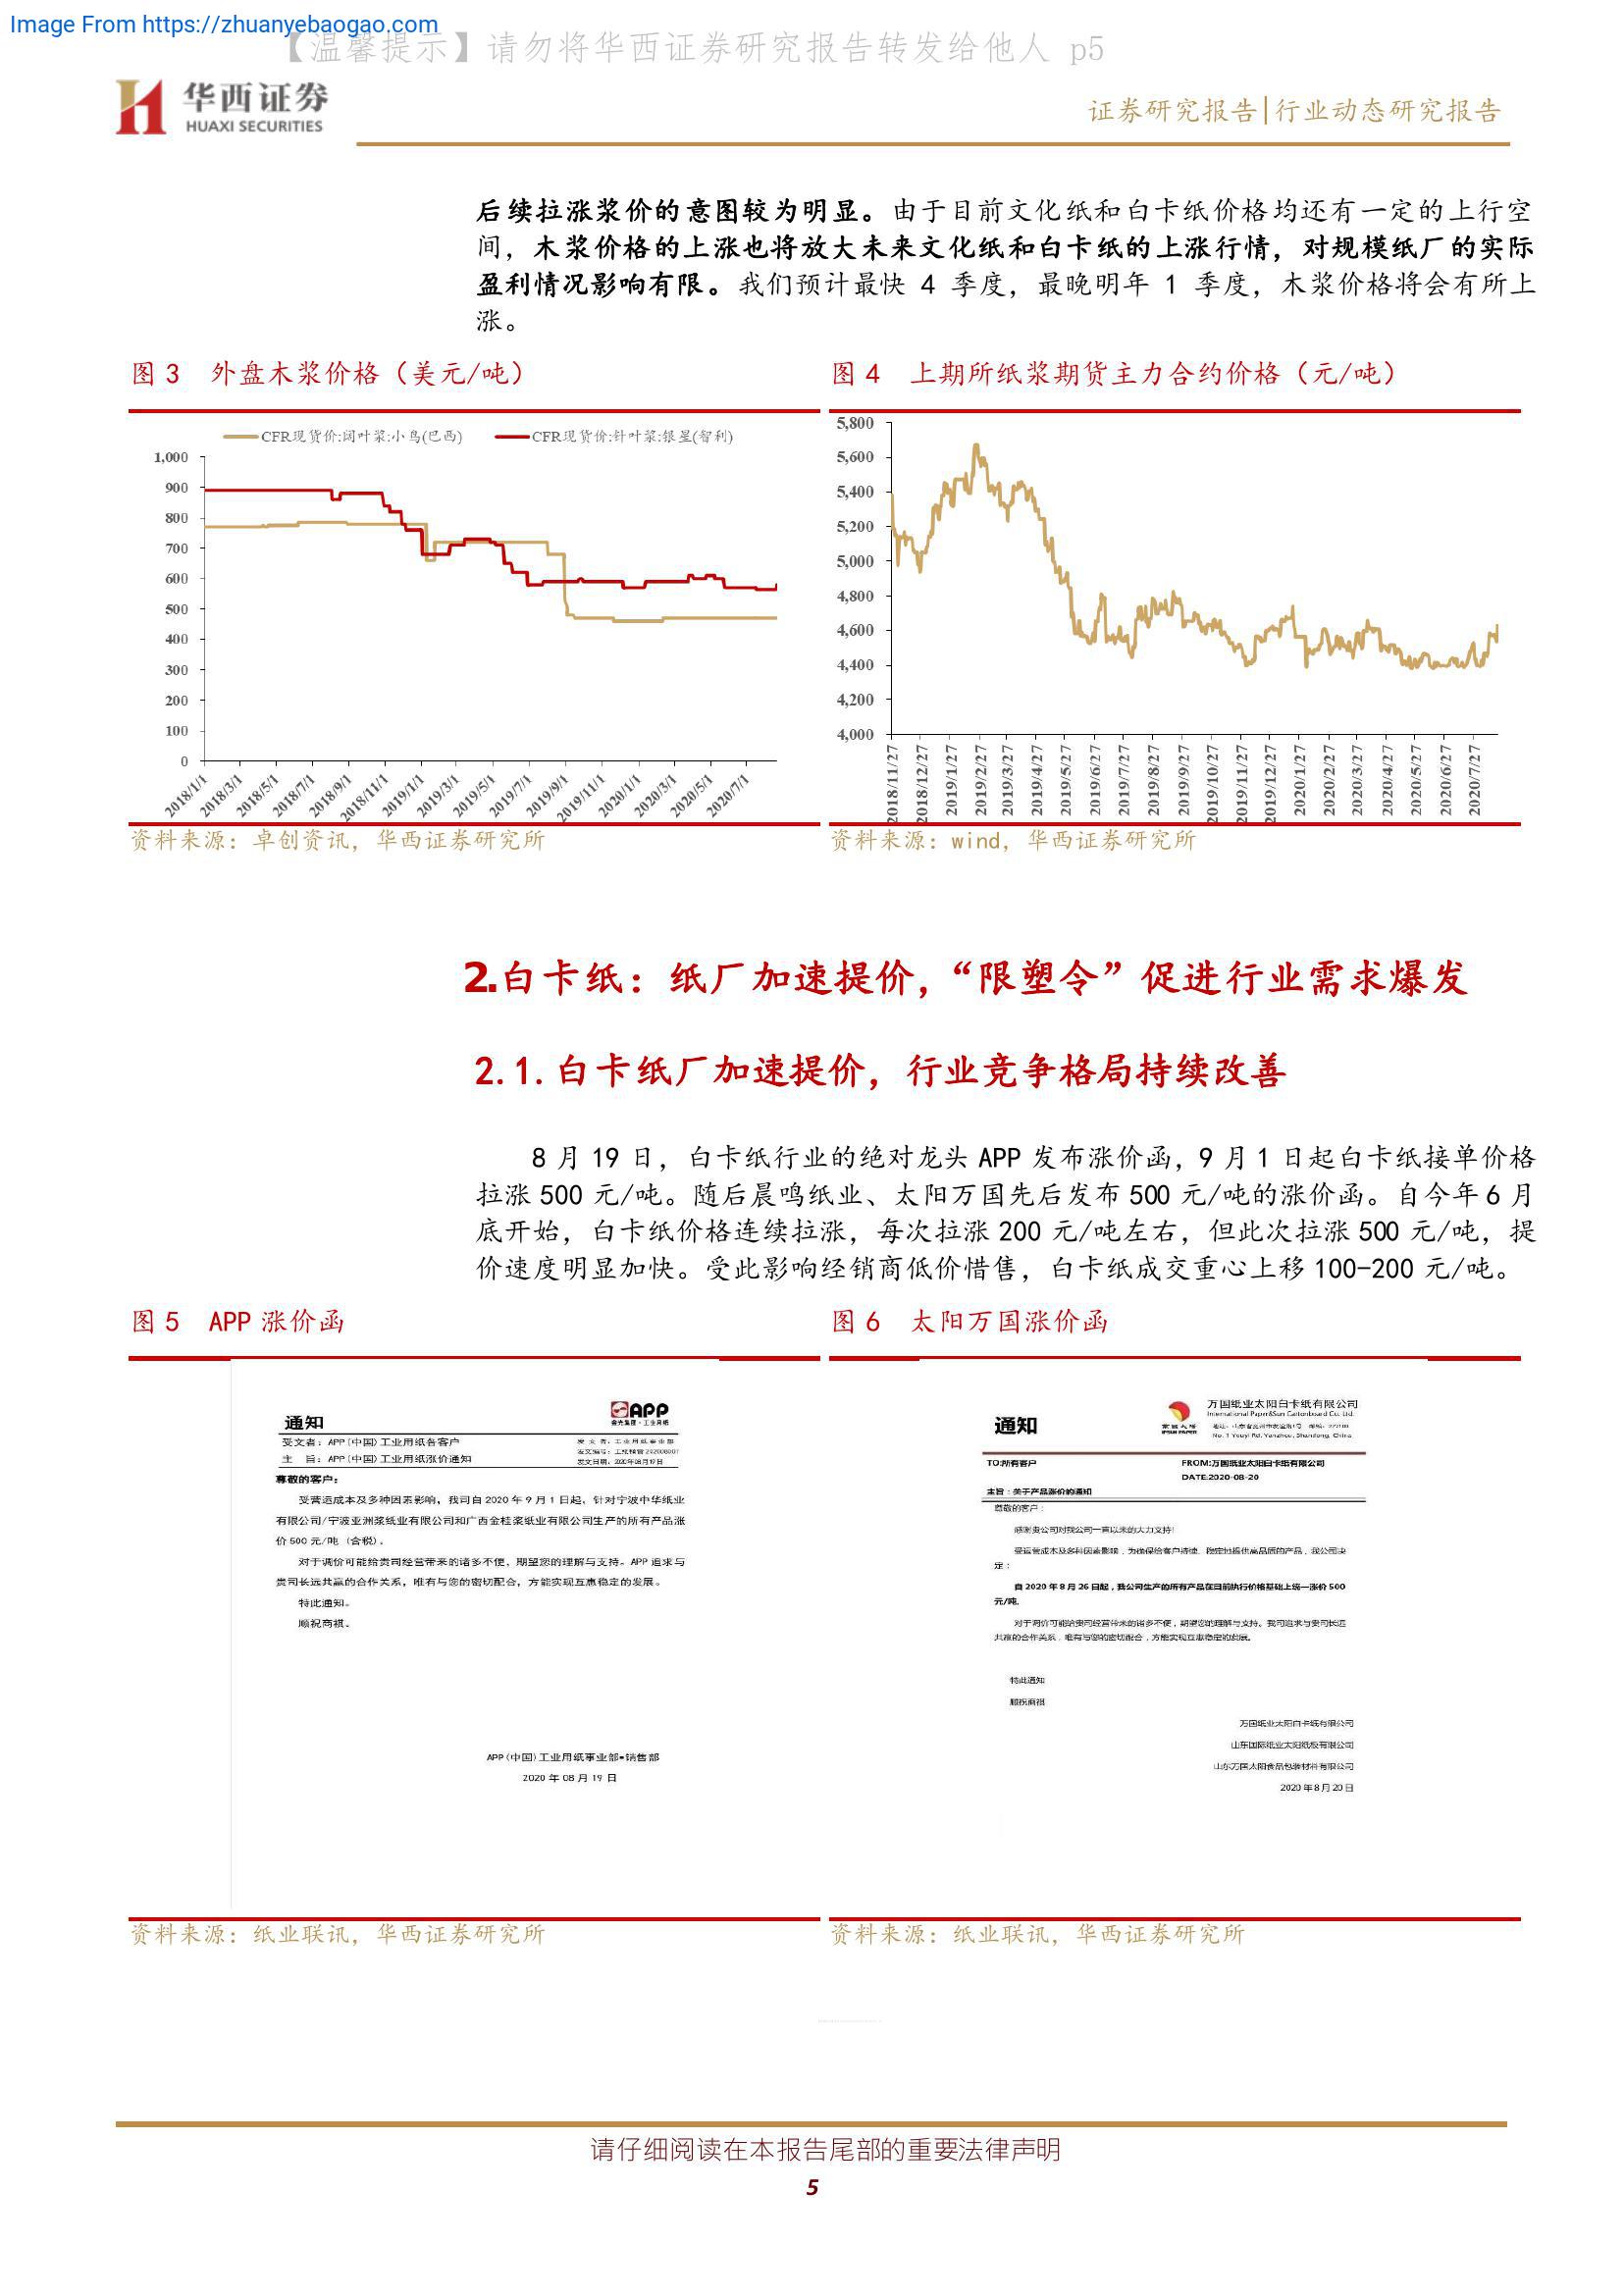 Image From https://zhuanyebaogao.com
【温馨提示】请勿将华西证券研究报告转发给他人 p5
华西证券
HUAXI SECURITIES
证券研究报告|行业动态研究报告
后续拉涨浆价的意图较为明显。由于目前文化纸和白卡纸价格均还有一定的上行空
间，木浆价格的上涨也将放大未来文化纸和白卡纸的上涨行情，对规模纸厂的实际
盈利情况影响有限。我们预计最快 4 季度，最晚明年 1 季度，木浆价格将会有所上
涨。
图 3 外盘木浆价格（美元/吨）
CFR现货价:阔叶浆:小鸟(巴西) CFR现货价:针叶浆:银星(智利)
1,000
900
800
700
600
500
400
300
200
100
0
2018/1/1 2018/3/1 2018/5/1 2018/7/1 2018/9/1 2018/11/1 2019/1/1 2019/3/1 2019/5/1 2019/7/1 2019/9/1 2019/11/1 2020/1/1 2020/3/1 2020/5/1 2020/7/1
资料来源：卓创资讯，华西证券研究所
图 4 上期所纸浆期货主力合约价格（元/吨）
5,800
5,600
5,400
5,200
5,000
4,800
4,600
4,400
4,200
4,000
2018/11/27 2018/12/27 2019/1/27 2019/2/27 2019/3/27 2019/4/27 2019/5/27 2019/6/27 2019/7/27 2019/8/27 2019/9/27 2019/10/27 2019/11/27 2019/12/27 2020/1/27 2020/2/27 2020/3/27 2020/4/27 2020/5/27 2020/6/27 2020/7/27
资料来源：wind，华西证券研究所
2.白卡纸：纸厂加速提价，“限塑令”促进行业需求爆发
2.1.白卡纸厂加速提价，行业竞争格局持续改善
8 月 19 日，白卡纸行业的绝对龙头 APP 发布涨价函，9 月 1 日起白卡纸接单价格
拉涨 500 元/吨。随后晨鸣纸业、太阳万国先后发布 500 元/吨的涨价函。自今年 6 月
底开始，白卡纸价格连续拉涨，每次拉涨 200 元/吨左右，但此次拉涨 500 元/吨，提
价速度明显加快。受此影响经销商低价惜售，白卡纸成交重心上移 100-200 元/吨。
图 5 APP 涨价函
通知
APP
金光集团·工业用纸
受文者：APP(中国)工业用纸各客户
发 文 者：工业用纸事业部
主 旨：APP(中国)工业用纸涨价通知
发文日期：2020年08月19日
尊敬的客户：
受营运成本及多种因素影响，我司自 2020 年 9 月 1 日起，针对宁波中华纸业
有限公司/宁波亚洲浆纸业有限公司和广西金桂浆纸业有限公司生产的所有产品涨
价 500 元/吨（含税）。
对于调价可能给贵司经营带来的诸多不便，期望您的理解与支持。APP 追求与
贵司长远共赢的合作关系，唯有与您的密切配合，方能实现互惠稳定的发展。
特此通知。
顺祝商祺。
APP(中国)工业用纸事业部•销售部
2020 年 08 月 19 日
资料来源：纸业联讯，华西证券研究所
图 6 太阳万国涨价函
通知
万国纸业太阳白卡纸有限公司
International Paper&Sun Cartonboard Co. Ltd.
No. 1 Youyi Rd. Yanzhou, Shandong, China
TO:所有客户
FROM:万国纸业太阳白卡纸有限公司
DATE:2020-08-20
主旨：关于产品涨价的通知
尊敬的客户：
感谢贵公司对我公司一直以来的大力支持!
受运营成本及各种因素影响，为确保给客户持续、稳定地提供高品质的产品，我公司决
定：
自 2020 年 8 月 26 日起，我公司生产的所有产品在目前执行价格基础上统一涨价 500
元/吨.
对于调价可能给贵司经营带来的诸多不便，期望您的理解与支持。我司追求与贵司长远
共赢的合作关系，唯有与您的密切配合，方能实现互惠稳定的发展。
特此通知
顺祝商祺
万国纸业太阳白卡纸有限公司
山东国际纸业太阳纸板有限公司
山东万国太阳食品包装材料有限公司
2020 年 8 月 20 日
资料来源：纸业联讯，华西证券研究所
请仔细阅读在本报告尾部的重要法律声明
5